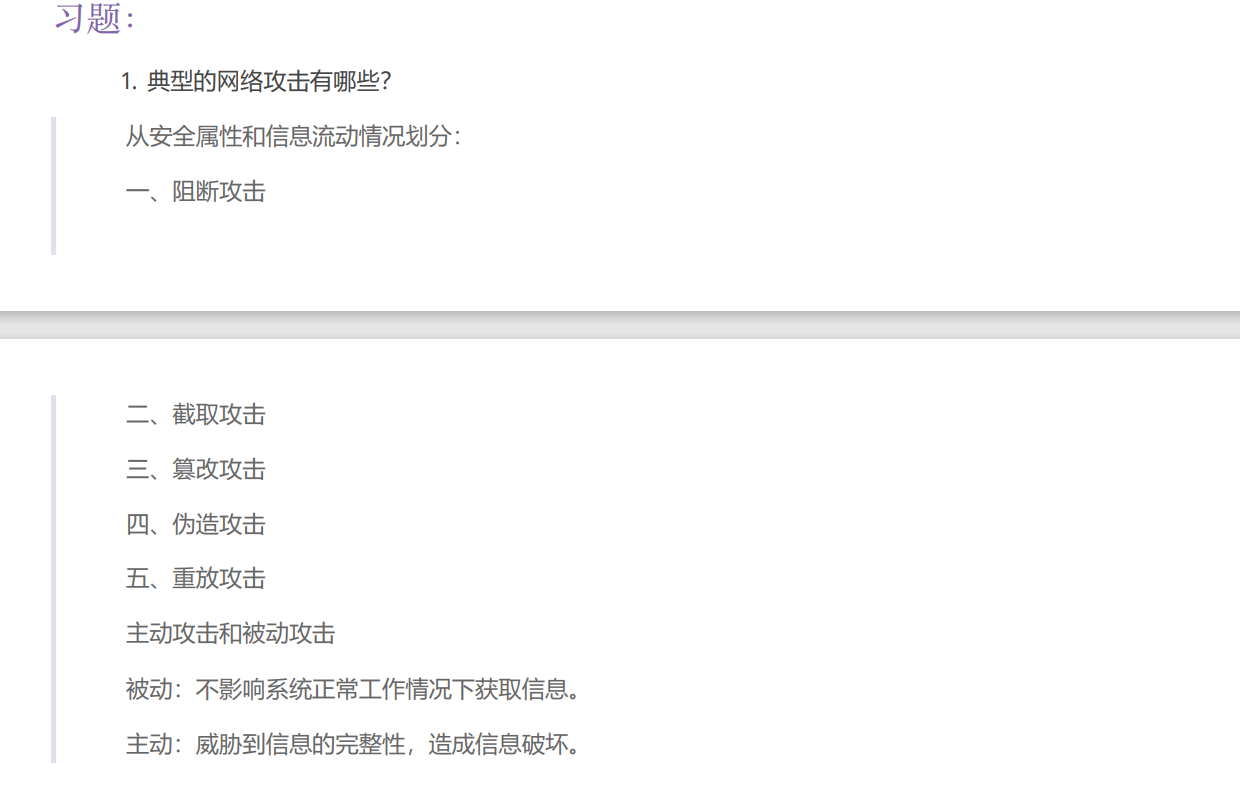 习题：
1. 典型的网络攻击有哪些？
从安全属性和信息流动情况划分：
一、阻断攻击
二、截取攻击
三、篡改攻击
四、伪造攻击
五、重放攻击
主动攻击和被动攻击
被动：不影响系统正常工作情况下获取信息。
主动：威胁到信息的完整性，造成信息破坏。